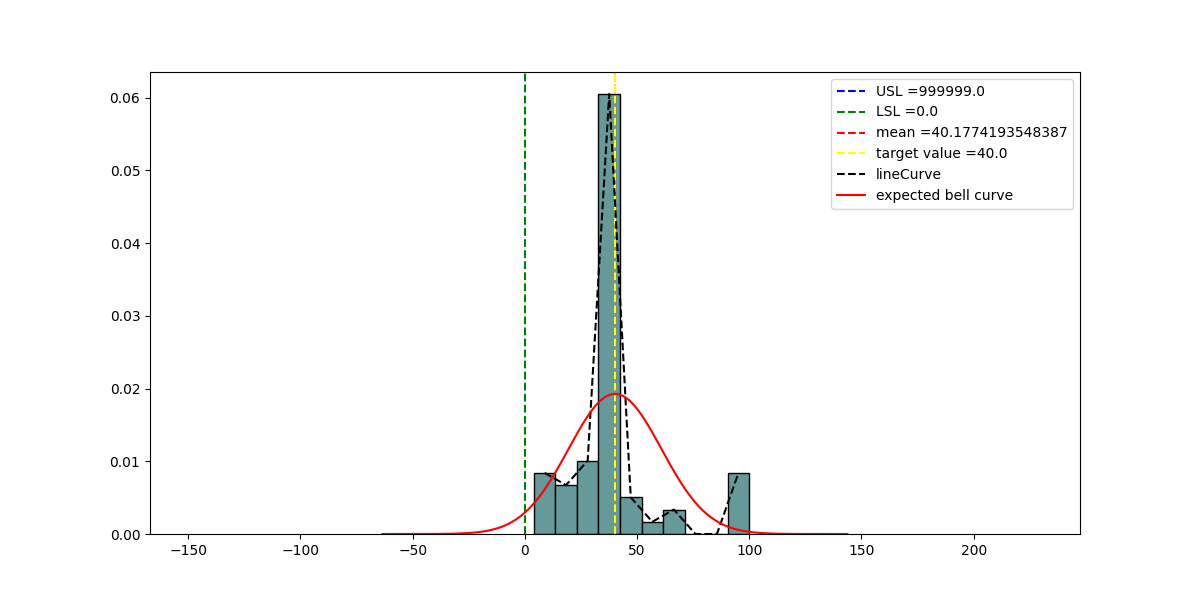 USL =999999.0
LSL =0.0
mean =40.1774193548387
target value =40.0
lineCurve
expected bell curve
0.06
0.05
0.04
0.03
0.02
0.01
0.00
−150 −100 −50 0 50 100 150 200